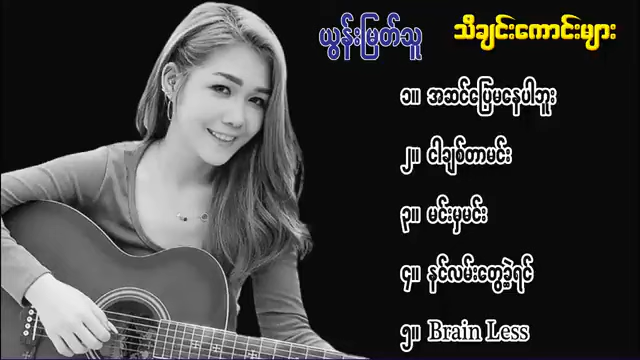 ယွန်းမြတ်သူ
သီချင်းကောင်းများ
၁။ အဆင်ပြေမနေပါဘူး
၂။ ငါချစ်တာမင်း
၃။ မင်းမှမင်း
၄။ နင်လမ်းတွေ့ခဲ့ရင်
၅။ Brain Less